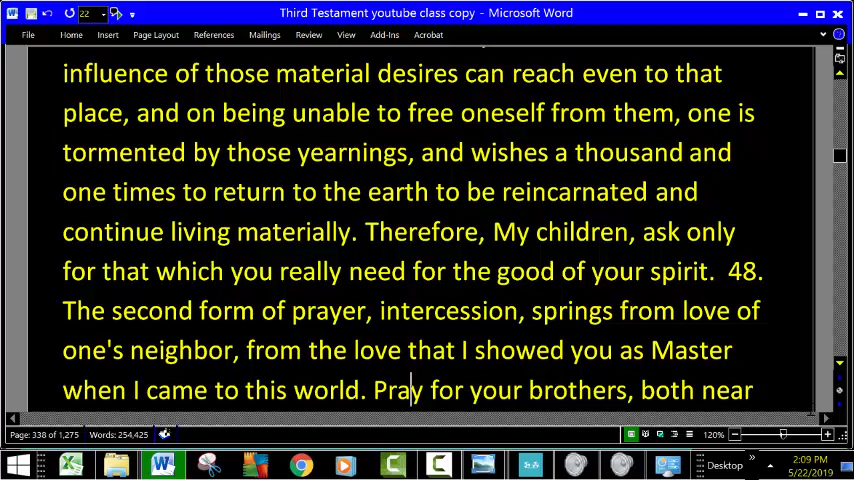 22
Third Testament youtube class copy - Microsoft Word
File Home Insert Page Layout References Mailings Review View Add-Ins Acrobat
influence of those material desires can reach even to that
place, and on being unable to free oneself from them, one is
tormented by those yearnings, and wishes a thousand and
one times to return to the earth to be reincarnated and
continue living materially. Therefore, My children, ask only
for that which you really need for the good of your spirit. 48.
The second form of prayer, intercession, springs from love of
one's neighbor, from the love that I showed you as Master
when I came to this world. Pray for your brothers, both near
Page: 338 of 1,275 Words: 254,425 120%
Desktop
2:09 PM
5/22/2019